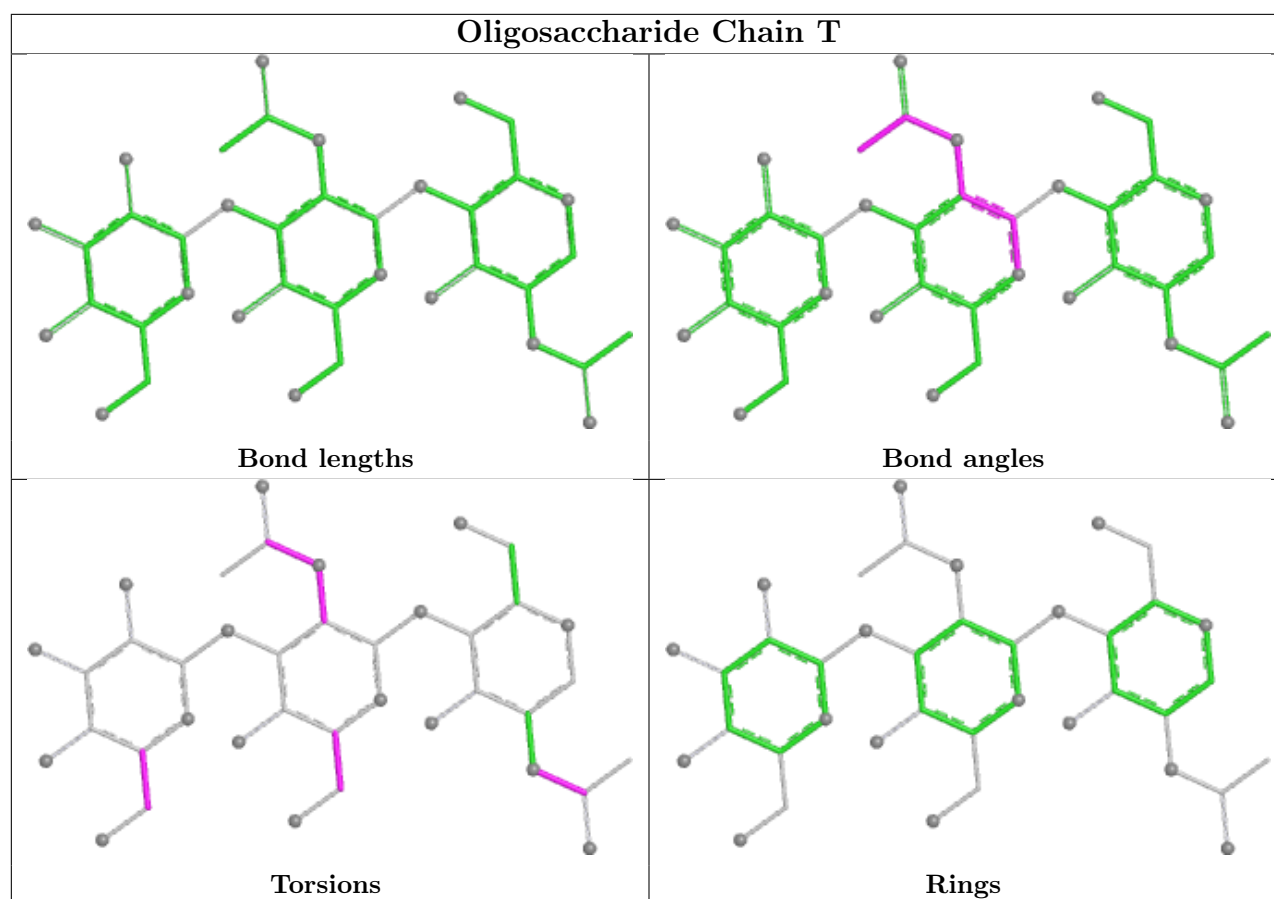 Oligosaccharide Chain T
Bond lengths
Bond angles
Torsions
Rings